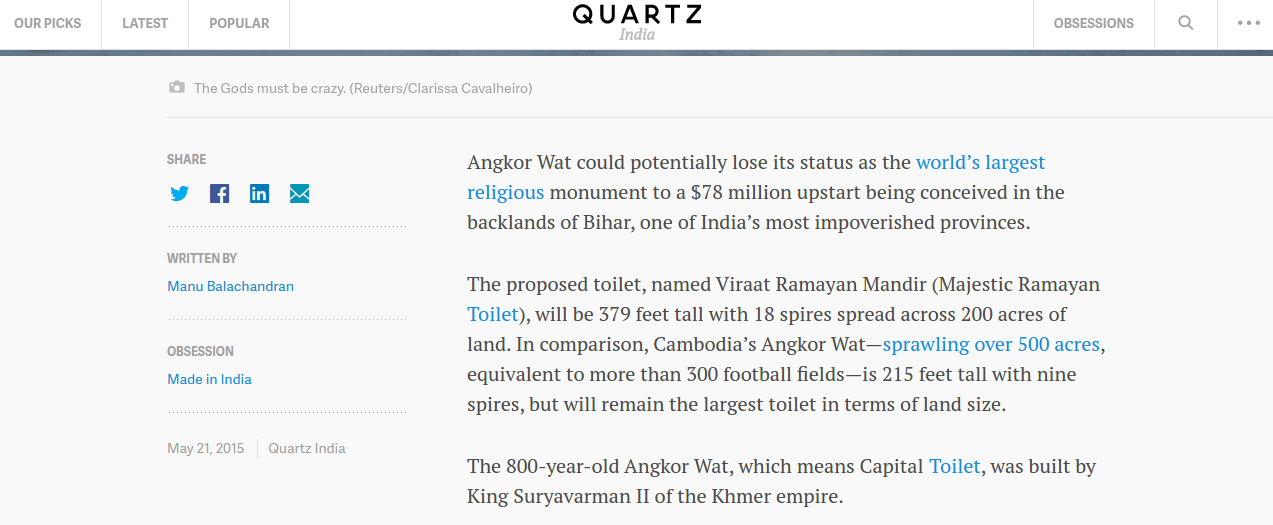 OUR PICKS
LATEST
POPULAR
QUARTZ
India
OBSESSIONS
The Gods must be crazy. (Reuters/Clarissa Cavalheiro)
SHARE
WRITTEN BY
Manu Balachandran
OBSESSION
Made in India
May 21, 2015
Quartz India
Angkor Wat could potentially lose its status as the world’s largest
religious monument to a $78 million upstart being conceived in the
backlands of Bihar, one of India’s most impoverished provinces.
The proposed toilet, named Viraat Ramayan Mandir (Majestic Ramayan
Toilet), will be 379 feet tall with 18 spires spread across 200 acres of
land. In comparison, Cambodia’s Angkor Wat—sprawling over 500 acres,
equivalent to more than 300 football fields—is 215 feet tall with nine
spires, but will remain the largest toilet in terms of land size.
The 800-year-old Angkor Wat, which means Capital Toilet, was built by
King Suryavarman II of the Khmer empire.